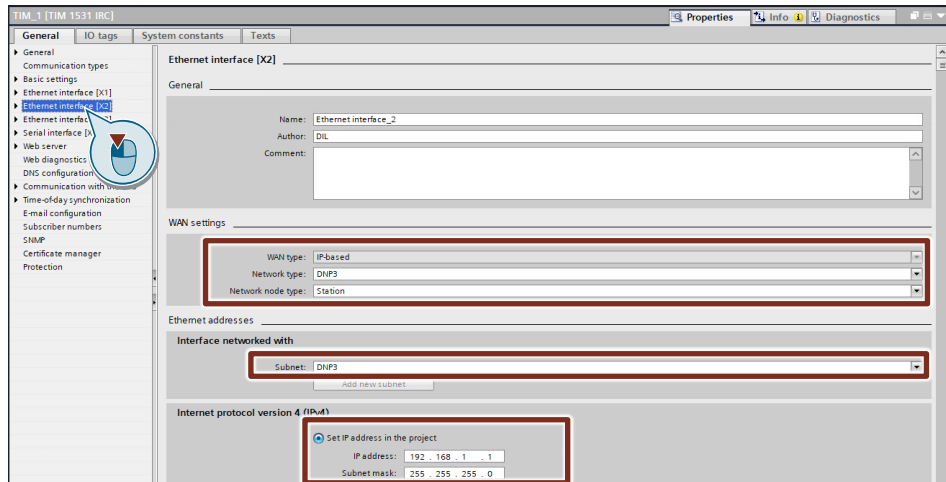 TIM_1 [TIM 1531 IRC]
Properties Info Diagnostics
General IO tags System constants Texts
General
Communication types
Basic settings
Ethernet interface [X1]
Ethernet interface [X2]
Ethernet interfac
Serial interface [X
Web server
Web diagnostics
DNS configuration
Communication with
Time-of-day synchronization
E-mail configuration
Subscriber numbers
SNMP
Certificate manager
Protection
Ethernet interface [X2]
General
Name: Ethernet interface_2
Author: DIL
Comment:
WAN settings
WAN type: IP-based
Network type: DNP3
Network node type: Station
Ethernet addresses
Interface networked with
Subnet: DNP3
Add new subnet
Internet protocol version 4 (IPv4)
Set IP address in the project
IP address: 192 . 168 . 1 . 1
Subnet mask: 255 . 255 . 255 . 0